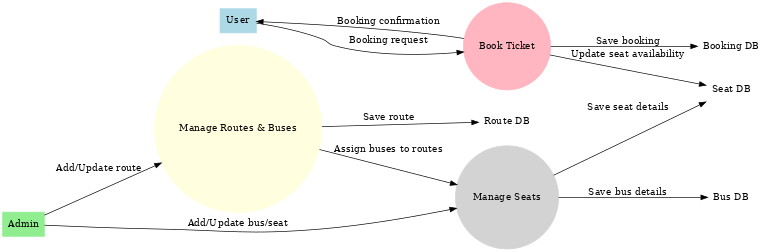 User
Booking confirmation
Booking request
Book Ticket
Save booking
Update seat availability
Booking DB
Seat DB
Manage Routes & Buses
Save route
Route DB
Save seat details
Assign buses to routes
Add/Update route
Manage Seats
Save bus details
Bus DB
Admin
Add/Update bus/seat